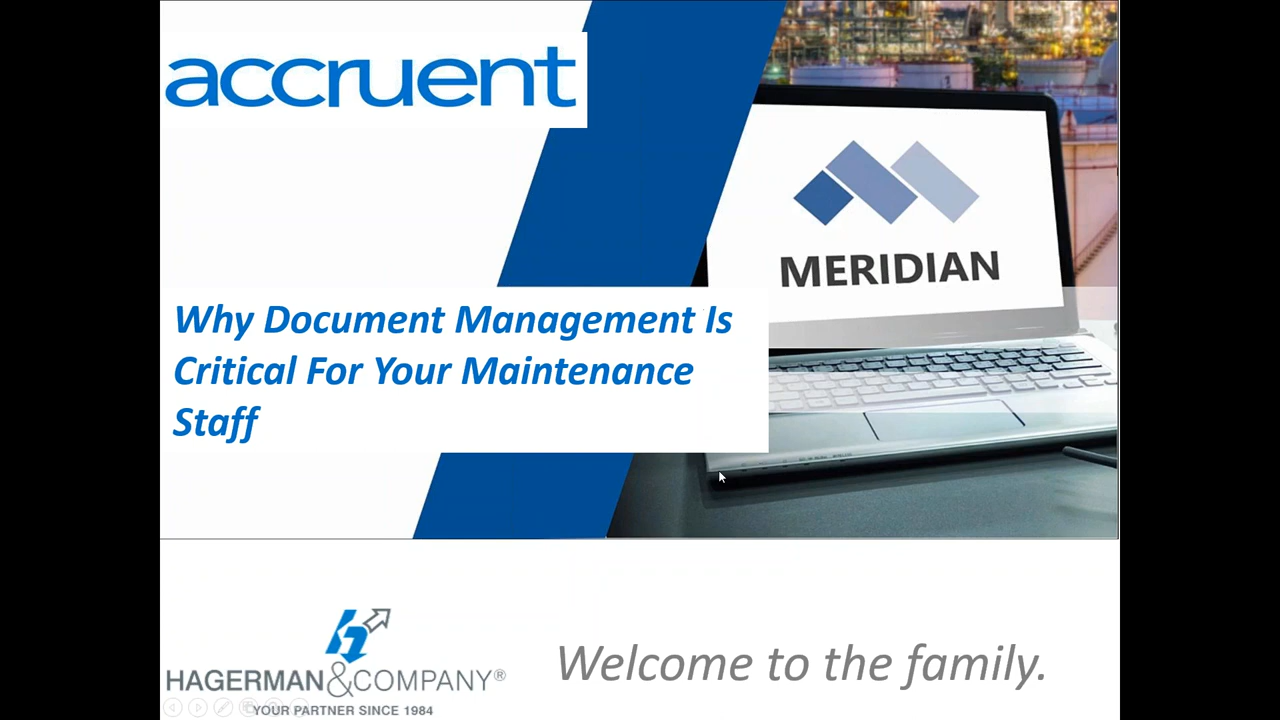 accruent
MERIDIAN
Why Document Management Is
Critical For Your Maintenance
Staff
HAGERMAN&COMPANY®
YOUR PARTNER SINCE 1984
Welcome to the family.